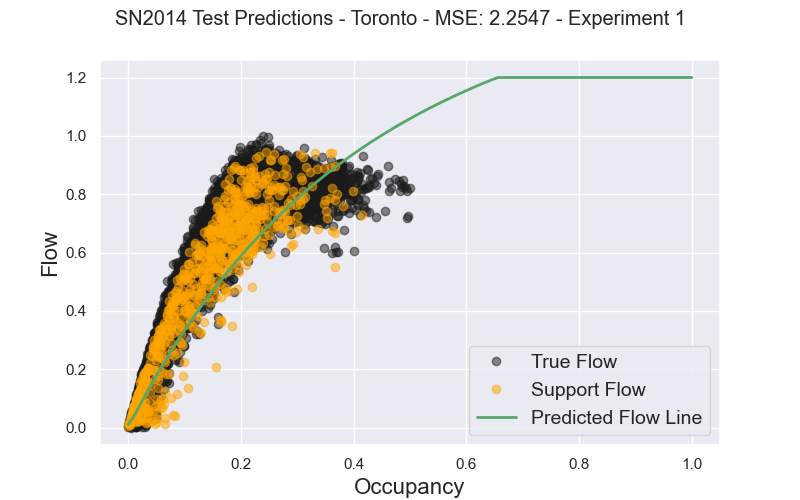 SN2014 Test Predictions - Toronto - MSE: 2.2547 - Experiment 1
1.2
1.0
0.8
0.6
0.4
0.2
0.0
Flow
True Flow
Support Flow
Predicted Flow Line
0.0 0.2 0.4 0.6 0.8 1.0
Occupancy